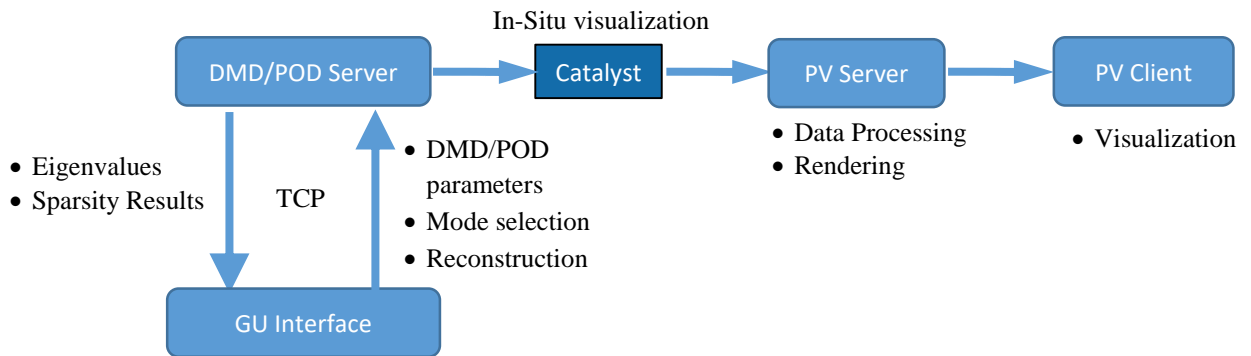 In-Situ visualization
DMD/POD Server
Catalyst
PV Server
PV Client
• Eigenvalues
• Sparsity Results
TCP
• DMD/POD
parameters
• Mode selection
• Reconstruction
• Data Processing
• Rendering
• Visualization
GU Interface